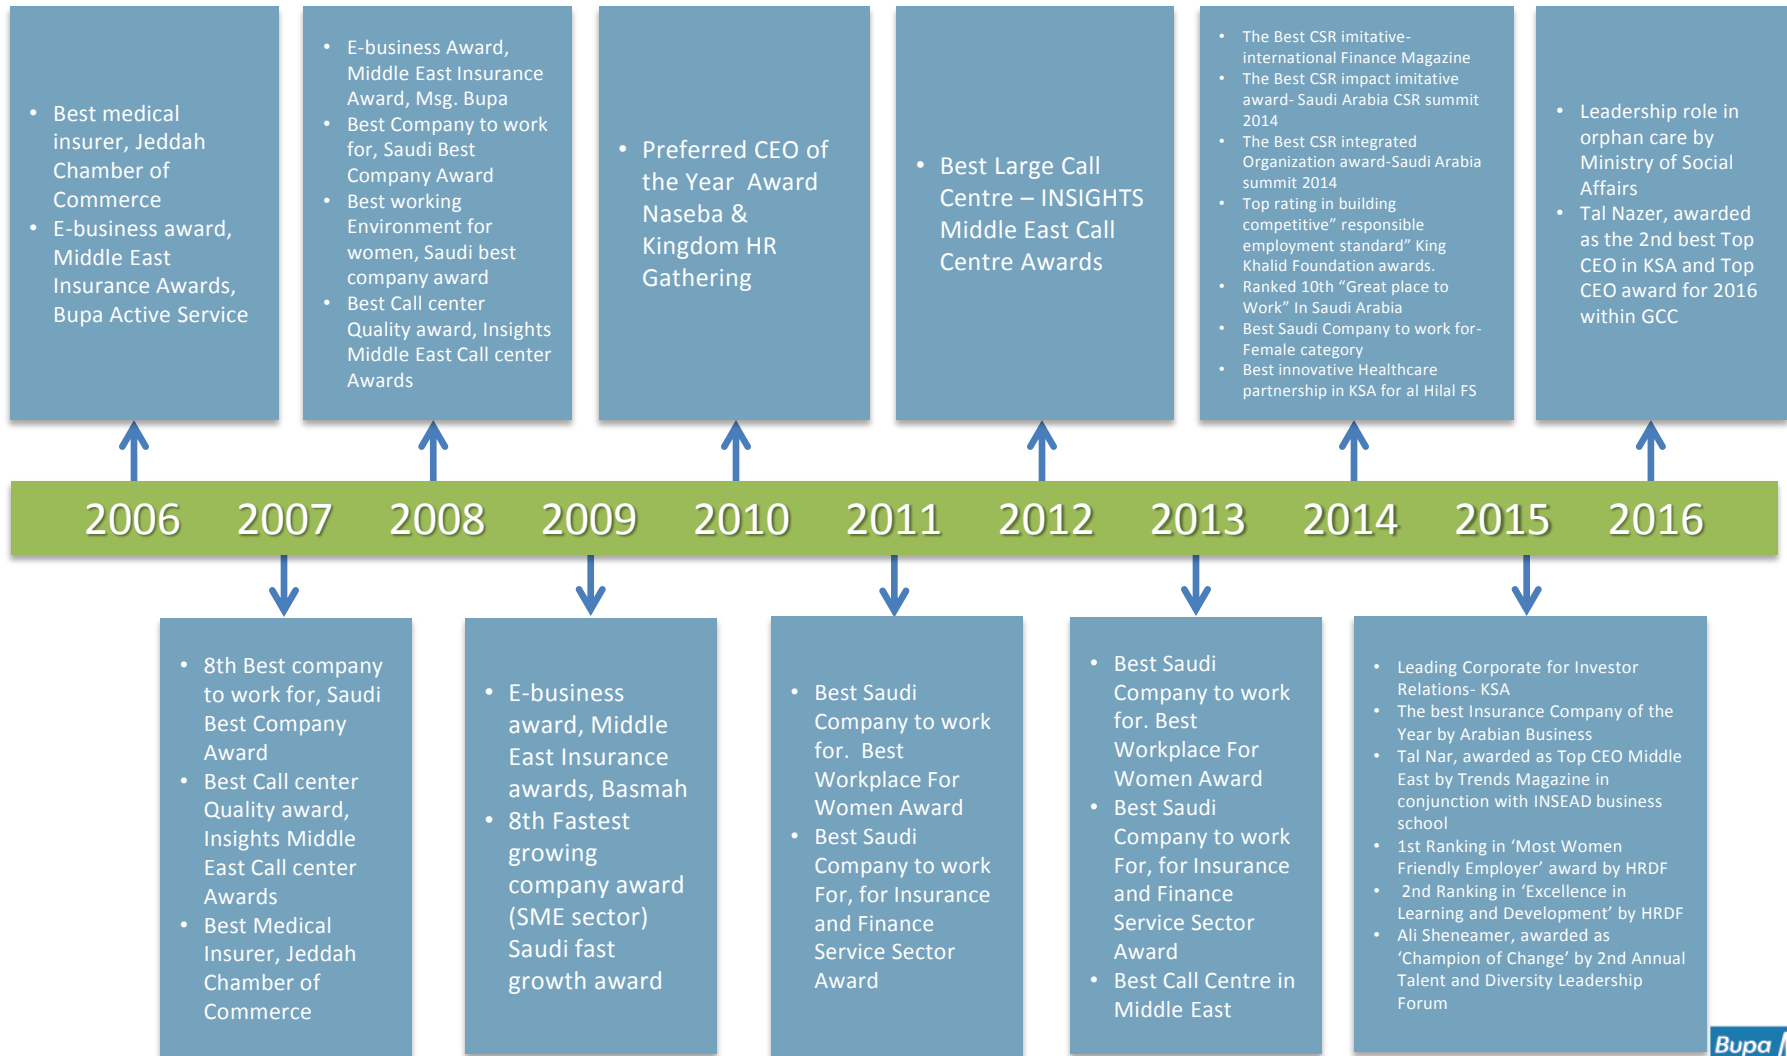 • Best medical
insurer, Jeddah
Chamber of
Commerce
• E-business award,
Middle East
Insurance Awards,
Bupa Active Service
• E-business Award,
Middle East Insurance
Award, Msg. Bupa
• Best Company to work
for, Saudi Best
Company Award
• Best working
Environment for
women, Saudi best
company award
• Best Call center
Quality award, Insights
Middle East Call center
Awards
• Preferred CEO of
the Year Award
Naseba &
Kingdom HR
Gathering
• Best Large Call
Centre – INSIGHTS
Middle East Call
Centre Awards
• The Best CSR imitative-
international Finance Magazine
• The Best CSR impact imitative
award- Saudi Arabia CSR summit
2014
• The Best CSR integrated
Organization award-Saudi Arabia
summit 2014
• Top rating in building
competitive” responsible
employment standard” King
Khalid Foundation awards.
• Ranked 10th “Great place to
Work” In Saudi Arabia
• Best Saudi Company to work for-
Female category
• Best innovative Healthcare
partnership in KSA for al Hilal FS
• Leadership role in
orphan care by
Ministry of Social
Affairs
• Tal Nazer, awarded
as the 2nd best Top
CEO in KSA and Top
CEO award for 2016
within GCC
2006 2007 2008 2009 2010 2011 2012 2013 2014 2015 2016
• 8th Best company
to work for, Saudi
Best Company
Award
• Best Call center
Quality award,
Insights Middle
East Call center
Awards
• Best Medical
Insurer, Jeddah
Chamber of
Commerce
• E-business
award, Middle
East Insurance
awards, Basmah
• 8th Fastest
growing
company award
(SME sector)
Saudi fast
growth award
• Best Saudi
Company to work
for. Best
Workplace For
Women Award
• Best Saudi
Company to work
For, for Insurance
and Finance
Service Sector
Award
• Best Saudi
Company to work
for. Best
Workplace For
Women Award
• Best Saudi
Company to work
For, for Insurance
and Finance
Service Sector
Award
• Best Call Centre in
Middle East
• Leading Corporate for Investor
Relations- KSA
• The best Insurance Company of the
Year by Arabian Business
• Tal Nar, awarded as Top CEO Middle
East by Trends Magazine in
conjunction with INSEAD business
school
• 1st Ranking in ‘Most Women
Friendly Employer’ award by HRDF
• 2nd Ranking in ‘Excellence in
Learning and Development’ by HRDF
• Ali Sheneamer, awarded as
‘Champion of Change’ by 2nd Annual
Talent and Diversity Leadership
Forum
Bupa